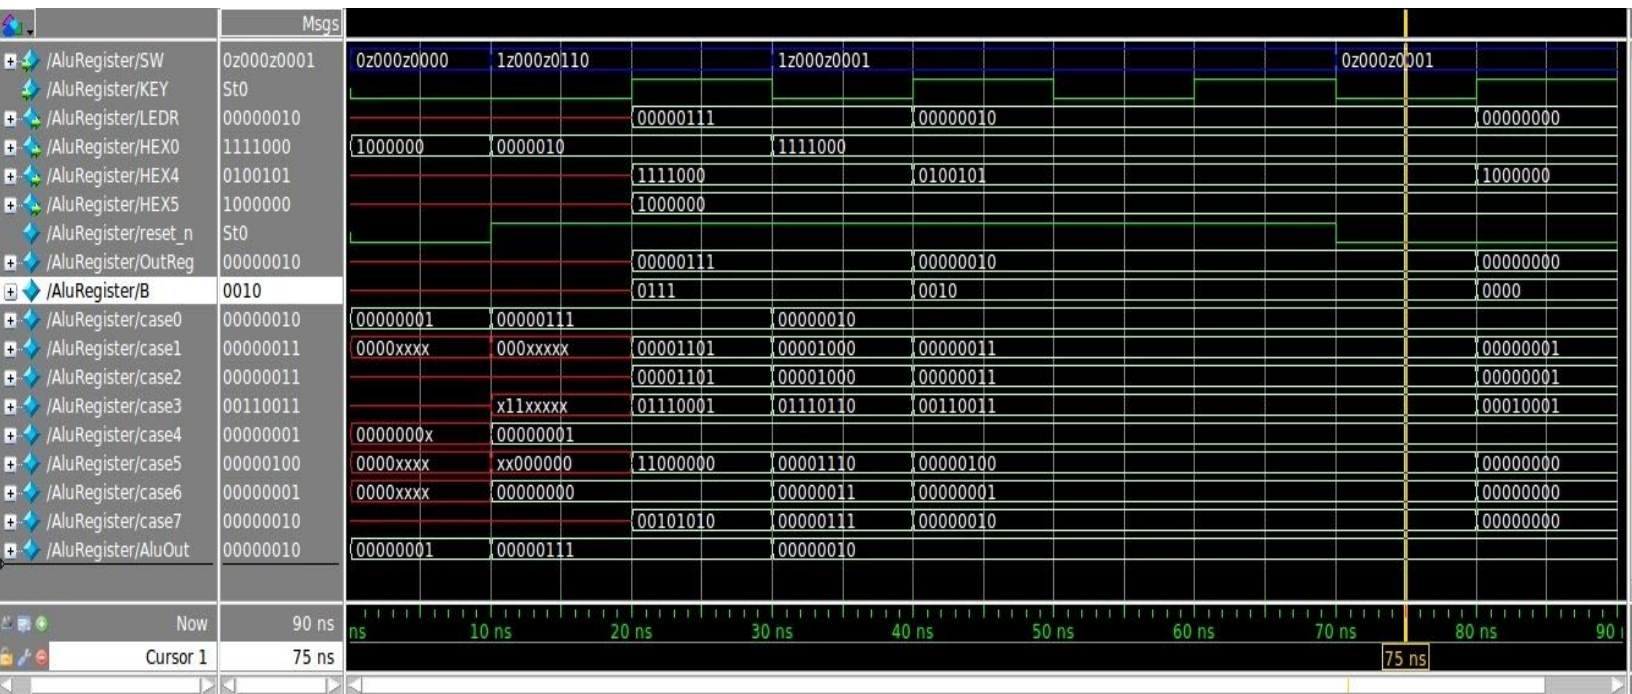 Msgs
/AluRegister/SW 0z000z0001 0z000z0000 1z000z0110 1z000z0001 0z000z0001
/AluRegister/KEY St0
/AluRegister/LEDR 00000010 00000111 00000010 00000000
/AluRegister/HEX0 1111000 1000000 0000010 1111000
/AluRegister/HEX4 0100101 1111000 0100101 1000000
/AluRegister/HEX5 1000000 1000000
/AluRegister/reset_n St0
/AluRegister/OutReg 00000010 00000111 00000010 00000000
/AluRegister/B 0010 0111 0010 0000
/AluRegister/case0 00000010 00000001 00000111 00000010
/AluRegister/case1 00000011 0000xxxx 000xxxxx 00001101 00001000 00000011 00000001
/AluRegister/case2 00000011 00001101 00001000 00000011 00000001
/AluRegister/case3 00110011 x11xxxxx 01110001 01110110 00110011 00010001
/AluRegister/case4 00000001 0000000x 00000001
/AluRegister/case5 00000100 0000xxxx xx000000 11000000 00001110 00000100 00000000
/AluRegister/case6 00000001 0000xxxx 00000000 00000011 00000001 00000000
/AluRegister/case7 00000010 00101010 00000111 00000010 00000000
/AluRegister/AluOut 00000010 00000001 00000111 00000010
Now 90 ns ns 10 ns 20 ns 30 ns 40 ns 50 ns 60 ns 70 ns 80 ns 90
Cursor 1 75 ns 75 ns